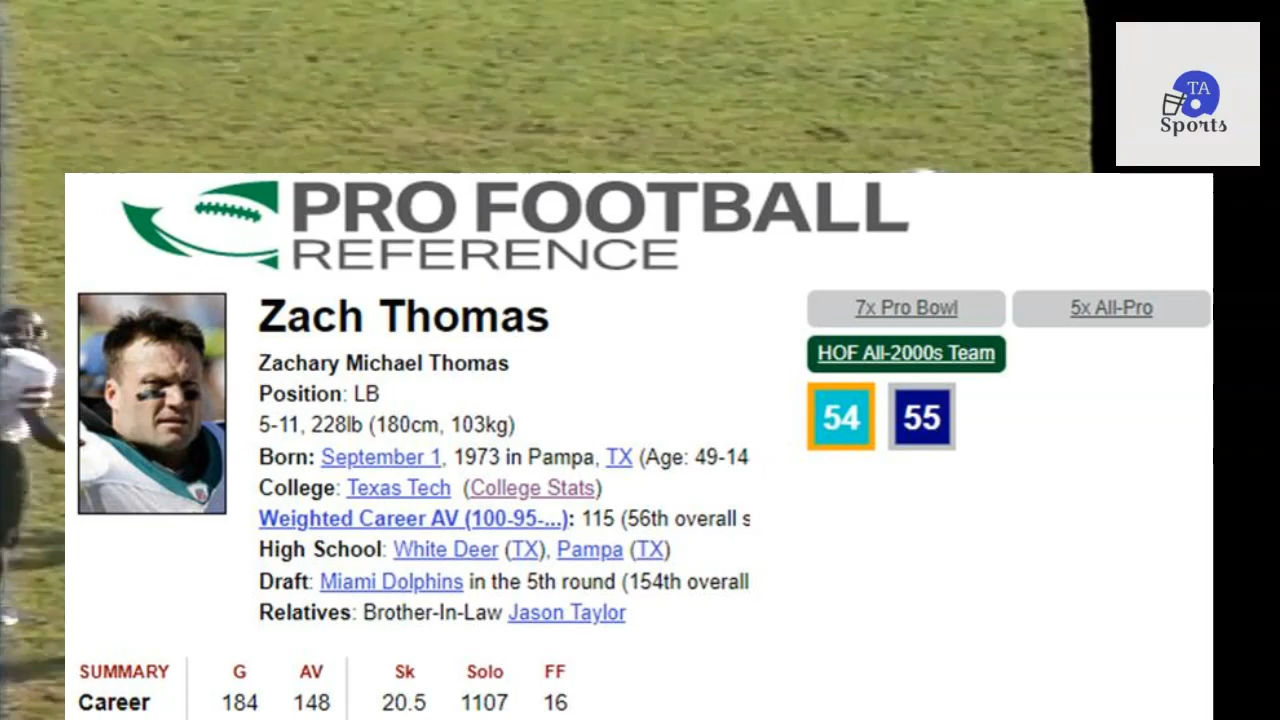 TA
Sports
PRO FOOTBALL
REFERENCE
Zach Thomas
Zachary Michael Thomas
Position: LB
5-11, 228lb (180cm, 103kg)
Born: September 1, 1973 in Pampa, TX (Age: 49-14
College: Texas Tech (College Stats)
Weighted Career AV (100-95-...): 115 (56th overall s
High School: White Deer (TX), Pampa (TX)
Draft: Miami Dolphins in the 5th round (154th overall
Relatives: Brother-In-Law Jason Taylor
7x Pro Bowl 5x All-Pro
HOF All-2000s Team
54 55
SUMMARY G AV Sk Solo FF
Career 184 148 20.5 1107 16